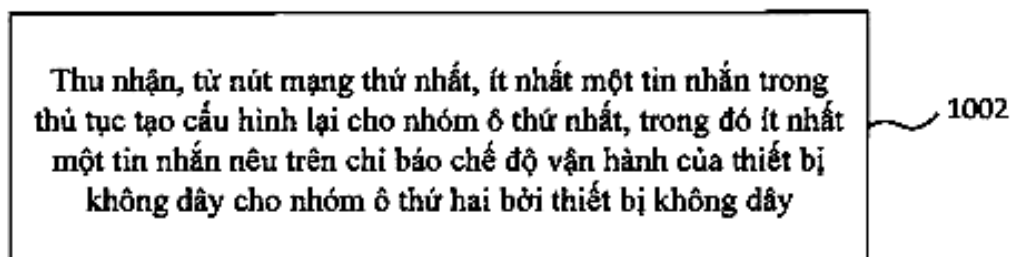 Thu nhận, từ nút mạng thứ nhất, ít nhất một tin nhắn trong
thủ tục tạo cấu hình lại cho nhóm ô thứ nhất, trong đó ít nhất
một tin nhắn nêu trên chỉ báo chế độ vận hành của thiết bị
không dây cho nhóm ô thứ hai bởi thiết bị không dây
1002